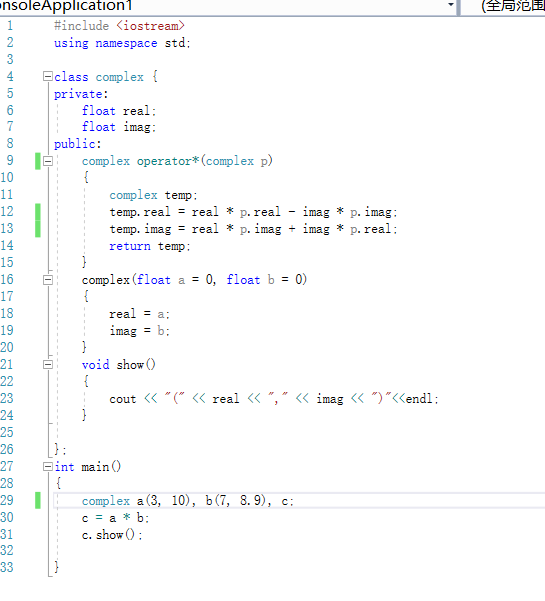 onsoleApplication1 (全局范围
1 #include <iostream>
2 using namespace std;
3
4 class complex {
5 private:
6 float real;
7 float imag;
8 public:
9 complex operator*(complex p)
10 {
11 complex temp;
12 temp.real = real * p.real - imag * p.imag;
13 temp.imag = real * p.imag + imag * p.real;
14 return temp;
15 }
16 complex(float a = 0, float b = 0)
17 {
18 real = a;
19 imag = b;
20 }
21 void show()
22 {
23 cout << "(" << real << "," << imag << ")"<<endl;
24 }
25
26 };
27 int main()
28 {
29 complex a(3, 10), b(7, 8.9), c;
30 c = a * b;
31 c.show();
32
33 }